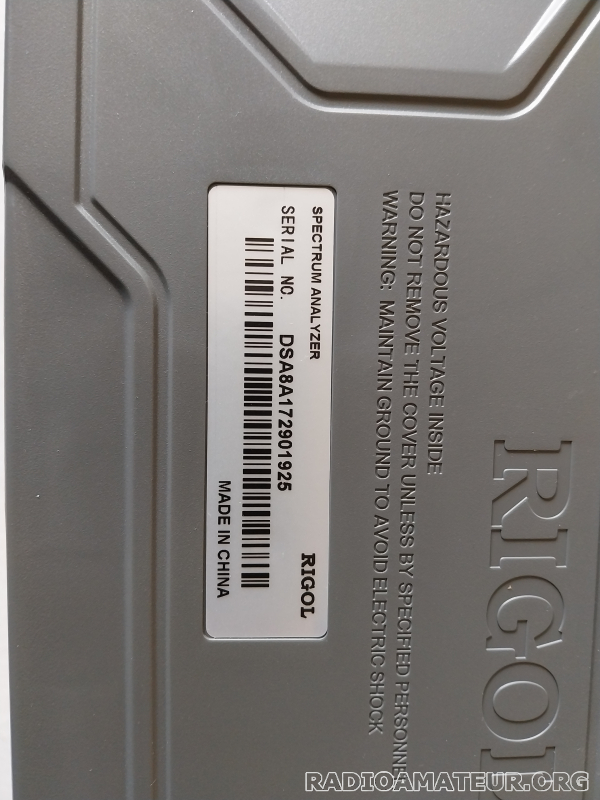 HAZARDOUS VOLTAGE INSIDE
DO NOT REMOVE THE COVER UNLESS BY SPECIFIED
WARNING: MAINTAIN GROUND TO AVOID ELECTRIC SHOCK
RIGOL
SPECTRUM ANALYZER
RIGOL
SERIAL NO. DSA8A172901925
MADE IN CHINA
RADIOAMATEUR.ORG